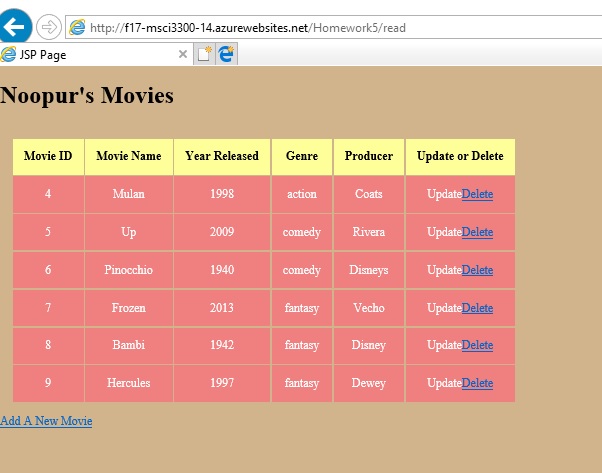 http://f17-msci3300-14.azurewebsites.net/Homework5/read
JSP Page
Noopur's Movies
Movie ID Movie Name Year Released Genre Producer Update or Delete
4 Mulan 1998 action Coats UpdateDelete
5 Up 2009 comedy Rivera UpdateDelete
6 Pinocchio 1940 comedy Disneys UpdateDelete
7 Frozen 2013 fantasy Vecho UpdateDelete
8 Bambi 1942 fantasy Disney UpdateDelete
9 Hercules 1997 fantasy Dewey UpdateDelete
Add A New Movie